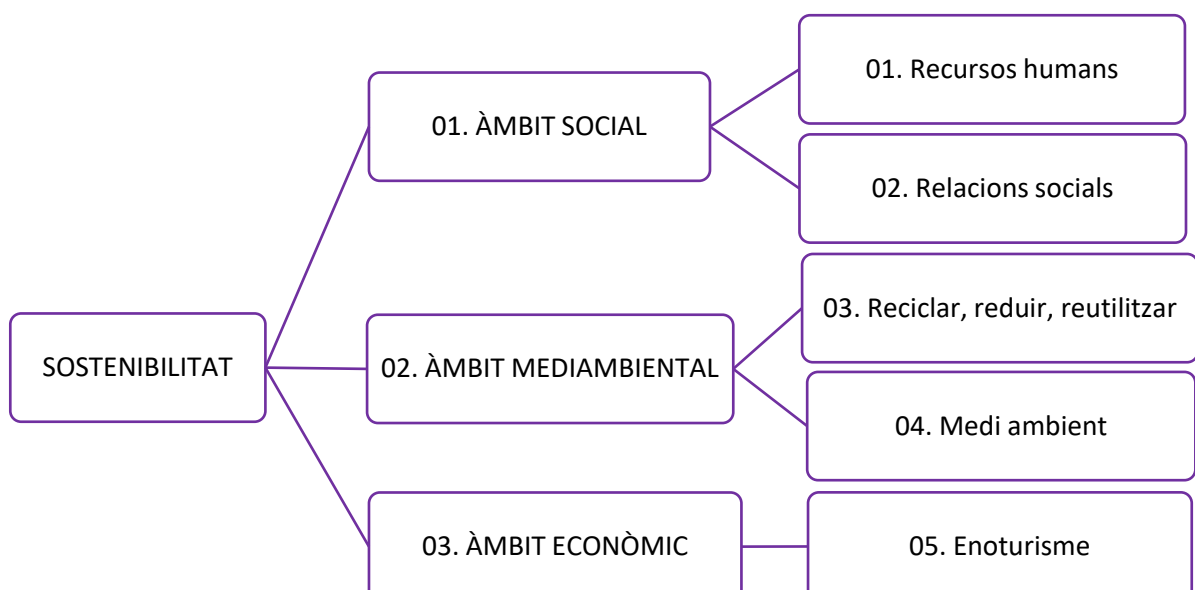 SOSTENIBILITAT
01. ÀMBIT SOCIAL
01. Recursos humans
02. Relacions socials
02. ÀMBIT MEDIAMBIENTAL
03. Reciclar, reduir, reutilitzar
04. Medi ambient
03. ÀMBIT ECONÒMIC
05. Enoturisme